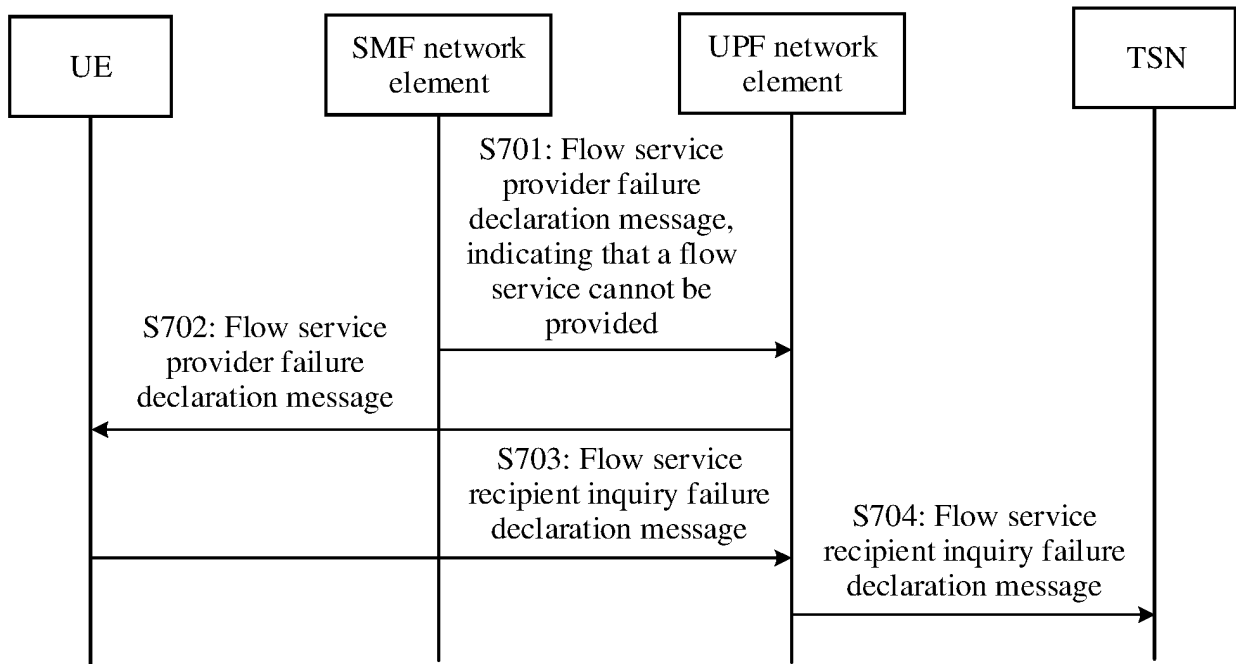 UE
SMF network
element
UPF network
element
TSN
S701: Flow service
provider failure
declaration message,
indicating that a flow
service cannot be
provided
S702: Flow service
provider failure
declaration message
S703: Flow service
recipient inquiry failure
declaration message
S704: Flow service
recipient inquiry failure
declaration message